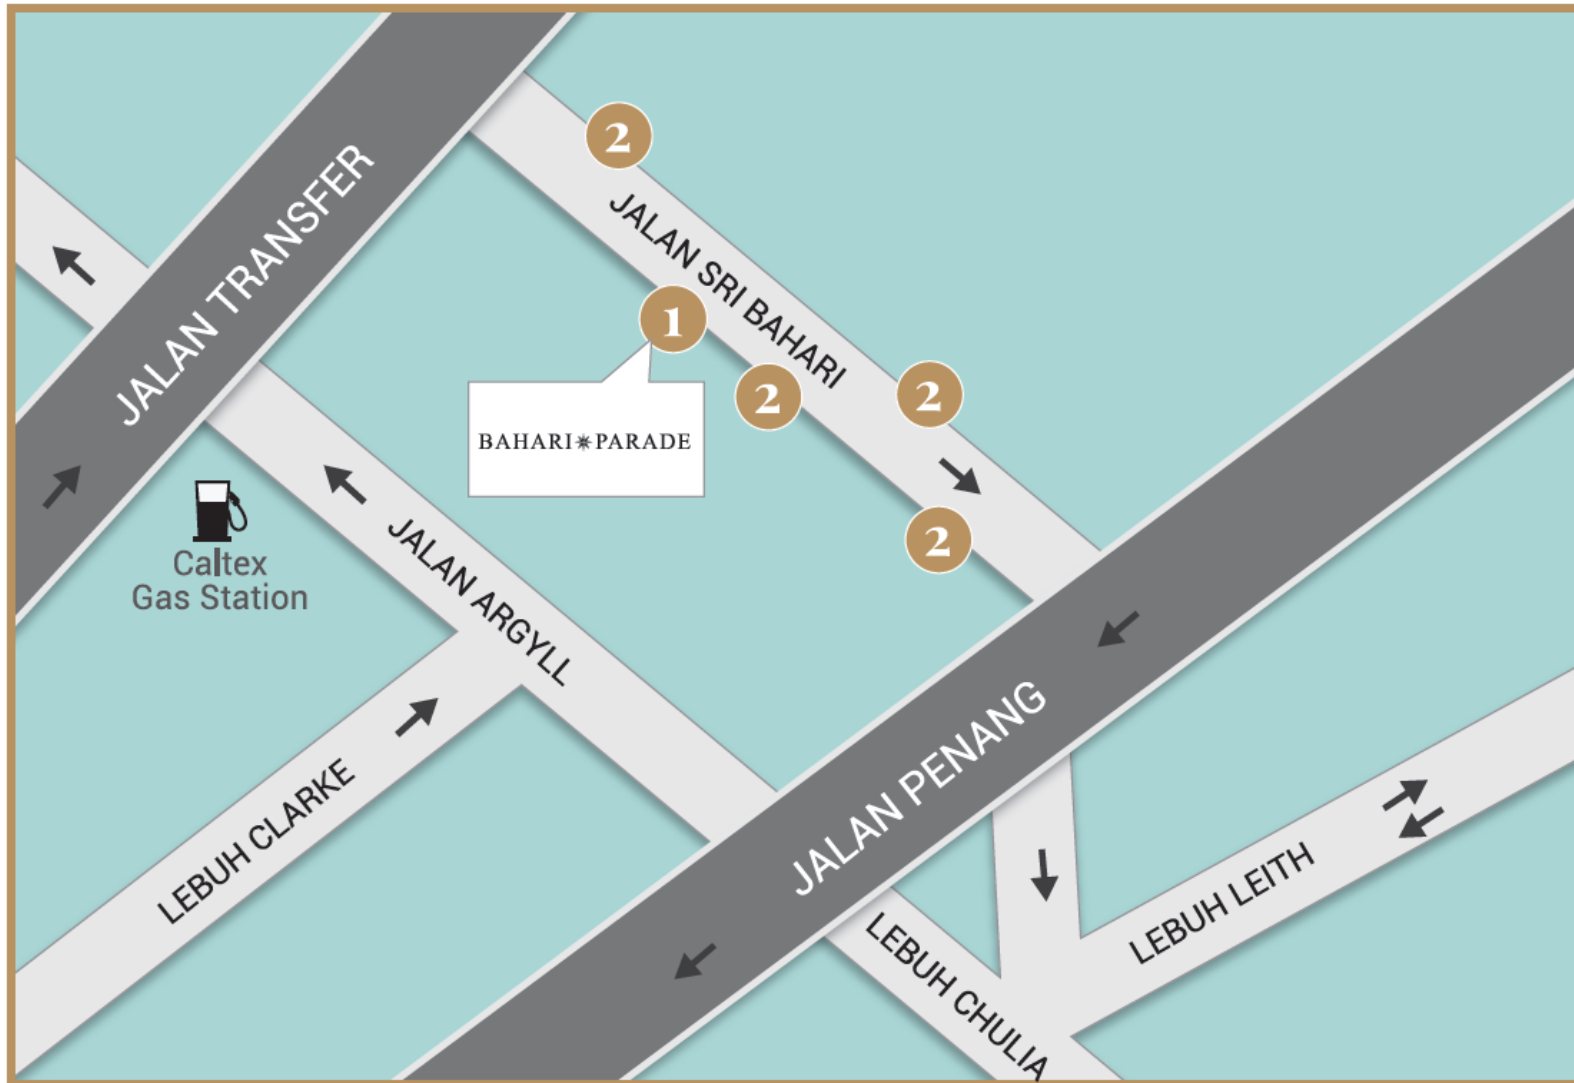 2
JALAN TRANSFER
JALAN SRI BAHARI
1
2
2
BAHARI✷PARADE
2
Caltex
Gas Station
JALAN ARGYLL
JALAN PENANG
LEBUH CLARKE
LEBUH LEITH
LEBUH CHULIA